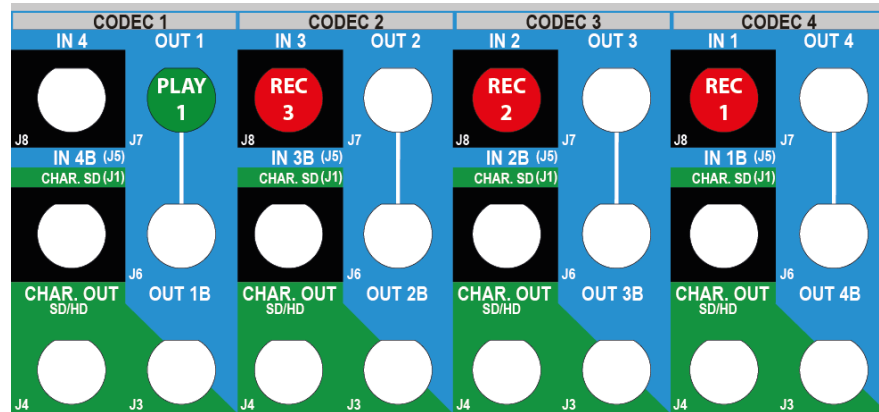 CODEC 1 CODEC 2 CODEC 3 CODEC 4
IN 4 OUT 1 IN 3 OUT 2 IN 2 OUT 3 IN 1 OUT 4
PLAY REC REC REC
1 3 2 1
J8 J7 J8 J7 J8 J7 J8 J7
IN 4B (J5) IN 3B (J5) IN 2B (J5) IN 1B (J5)
CHAR. SD (J1) CHAR. SD (J1) CHAR. SD (J1) CHAR. SD (J1)
J6 J6 J6 J6
CHAR. OUT OUT 1B CHAR. OUT OUT 2B CHAR. OUT OUT 3B CHAR. OUT OUT 4B
SD/HD SD/HD SD/HD SD/HD
J4 J3 J4 J3 J4 J3 J4 J3